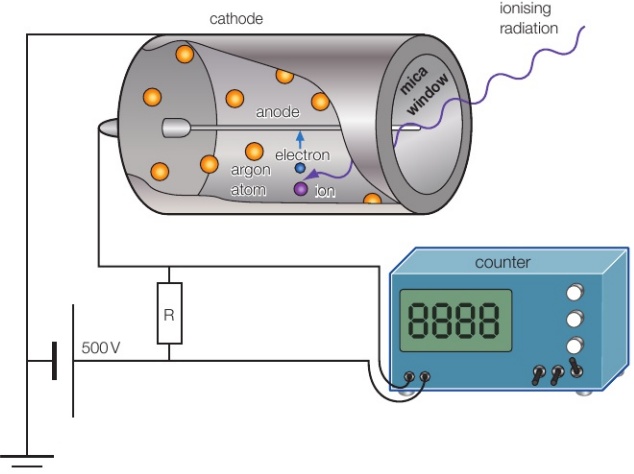 cathode
ionising
radiation
mica
window
anode
electron
argon
atom
ion
counter
8888
R
500 V